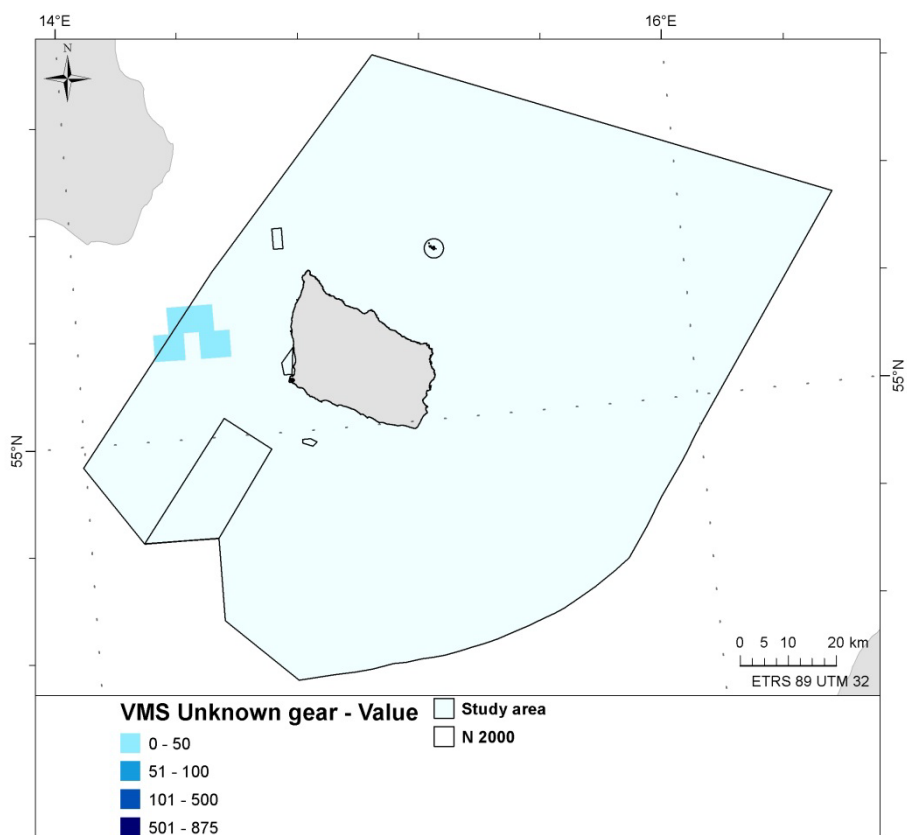 14°E
16°E
N
55°N
55°N
0 5 10 20 km
ETRS 89 UTM 32
VMS Unknown gear - Value
0 - 50
51 - 100
101 - 500
501 - 875
Study area
N 2000